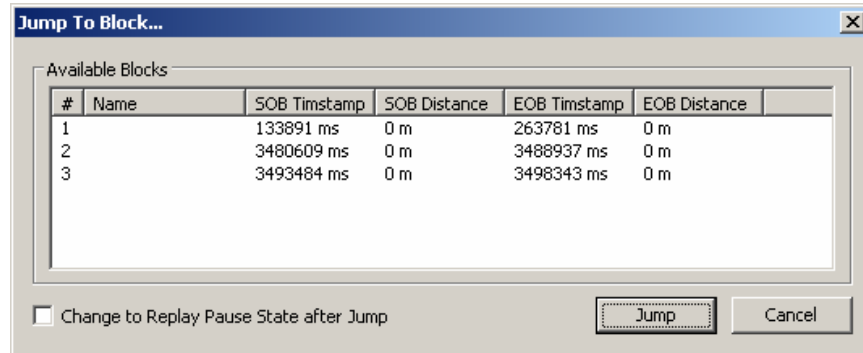 Jump To Block...
Available Blocks
# Name SOB Timstamp SOB Distance EOB Timstamp EOB Distance
1 133891 ms 0 m 263781 ms 0 m
2 3480609 ms 0 m 3488937 ms 0 m
3 3493484 ms 0 m 3498343 ms 0 m
Change to Replay Pause State after Jump Jump Cancel